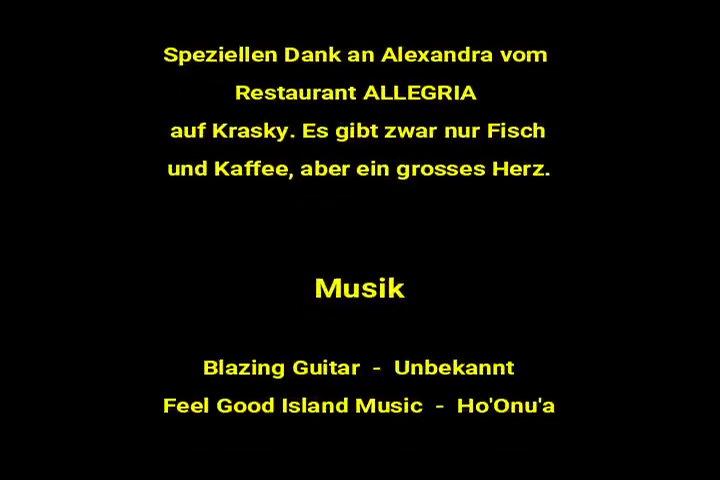 Speziellen Dank an Alexandra vom
Restaurant ALLEGRIA
auf Krasky. Es gibt zwar nur Fisch
und Kaffee, aber ein grosses Herz.
Musik
Blazing Guitar - Unbekannt
Feel Good Island Music - Ho'Onu'a